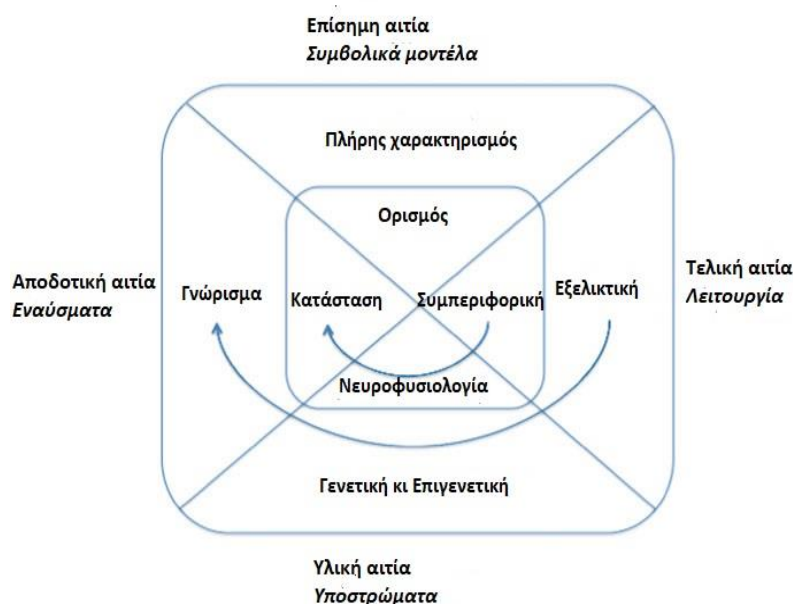 Επίσημη αιτία
Συμβολικά μοντέλα
Πλήρης χαρακτηρισμός
Ορισμός
Αποδοτική αιτία
Εναύσματα
Γνώρισμα
Κατάσταση
Συμπεριφορική
Εξελικτική
Τελική αιτία
Λειτουργία
Νευροφυσιολογία
Γενετική κι Επιγενετική
Υλική αιτία
Υποστρώματα